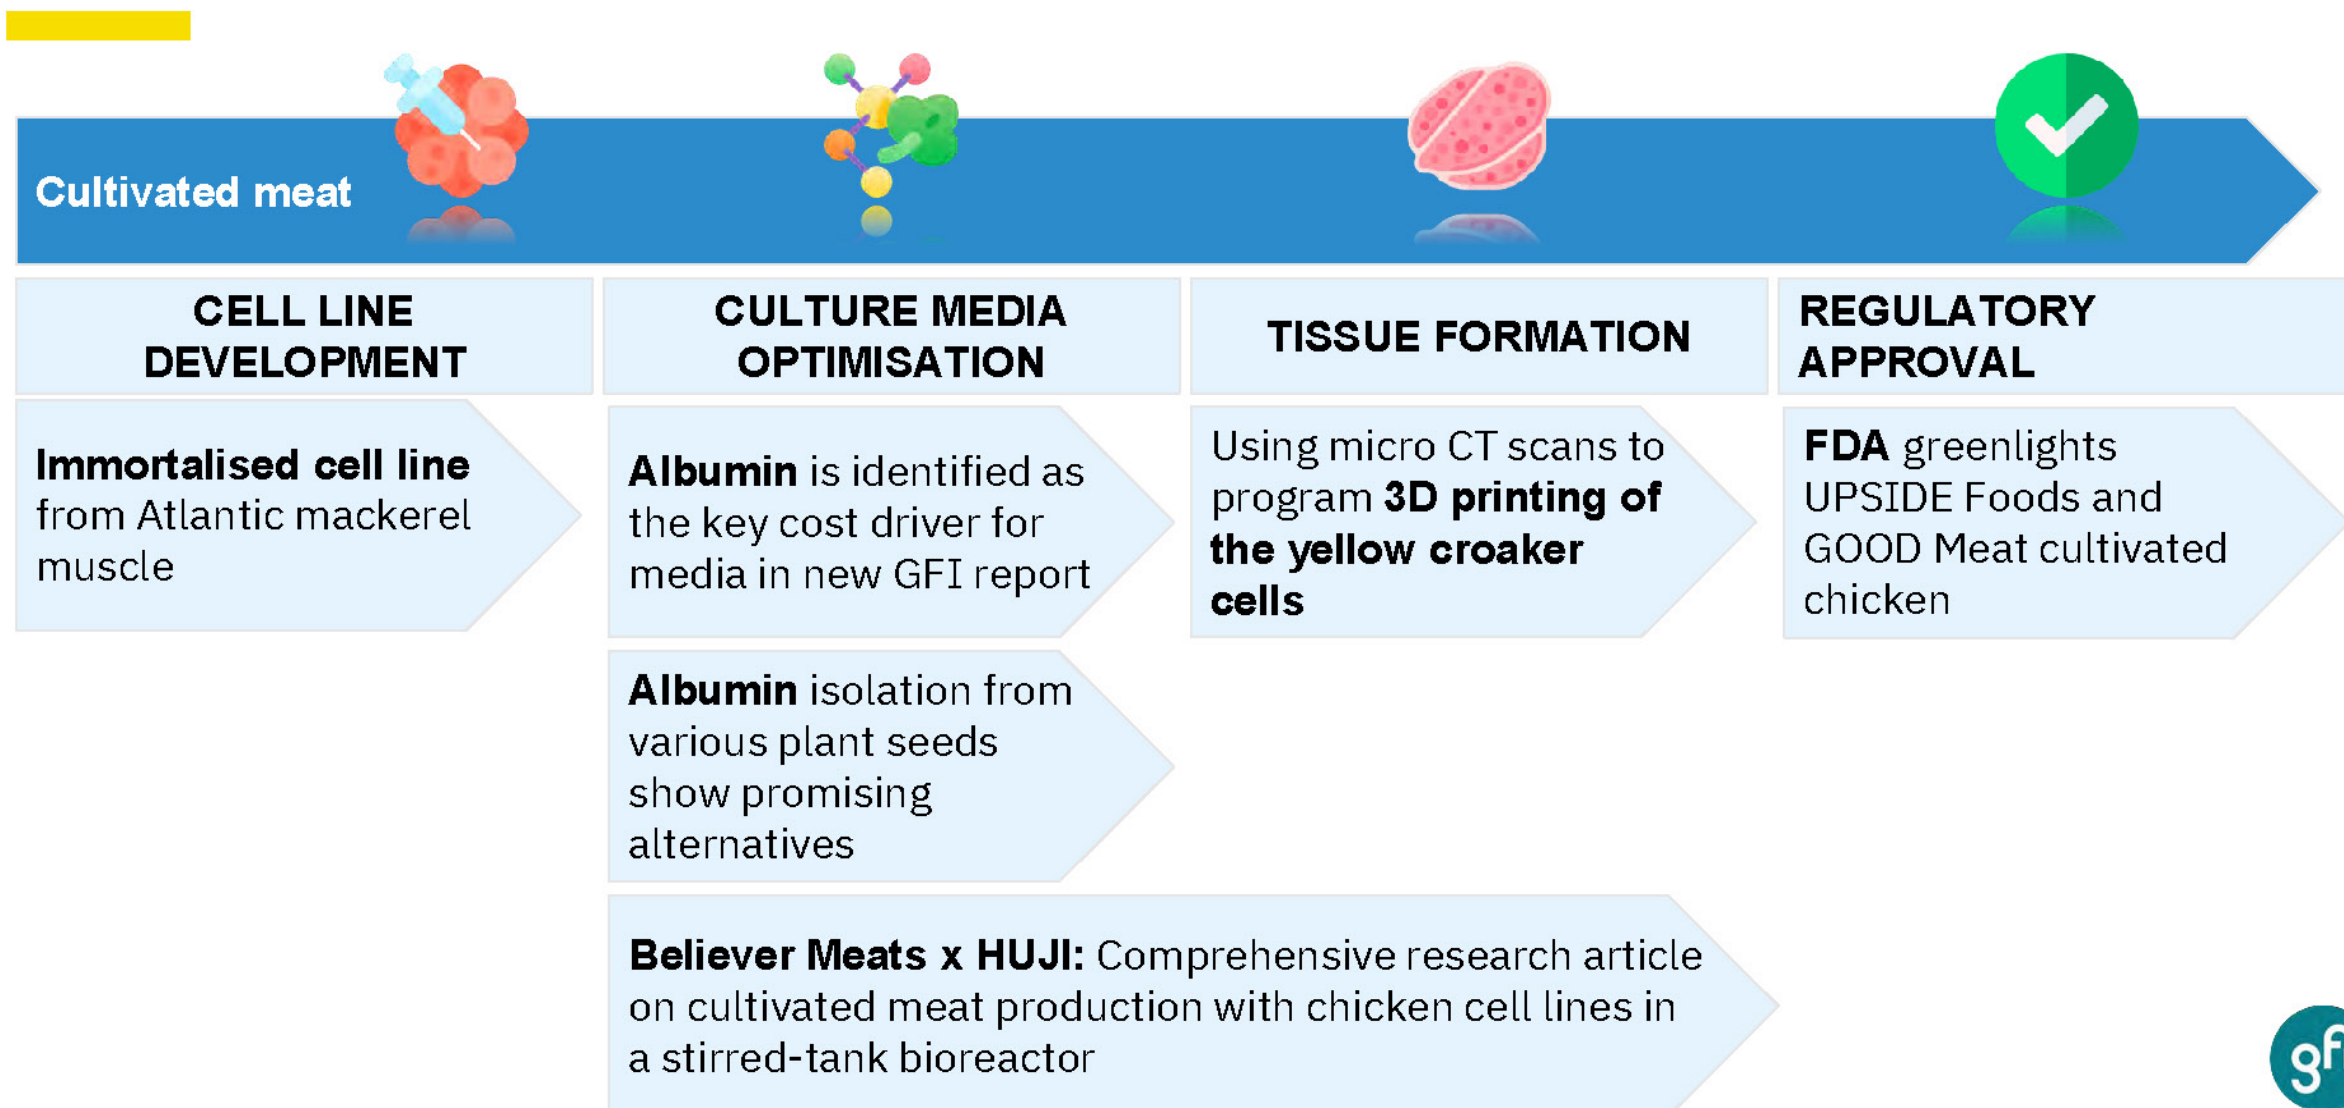 Cultivated meat
CELL LINE
DEVELOPMENT
CULTURE MEDIA
OPTIMISATION
TISSUE FORMATION
REGULATORY
APPROVAL
Immortalised cell line
from Atlantic mackerel
muscle
Albumin is identified as
the key cost driver for
media in new GFI report
Using micro CT scans to
program 3D printing of
the yellow croaker
cells
FDA greenlights
UPSIDE Foods and
GOOD Meat cultivated
chicken
Albumin isolation from
various plant seeds
show promising
alternatives
Believer Meats x HUJI: Comprehensive research article
on cultivated meat production with chicken cell lines in
a stirred-tank bioreactor
gf